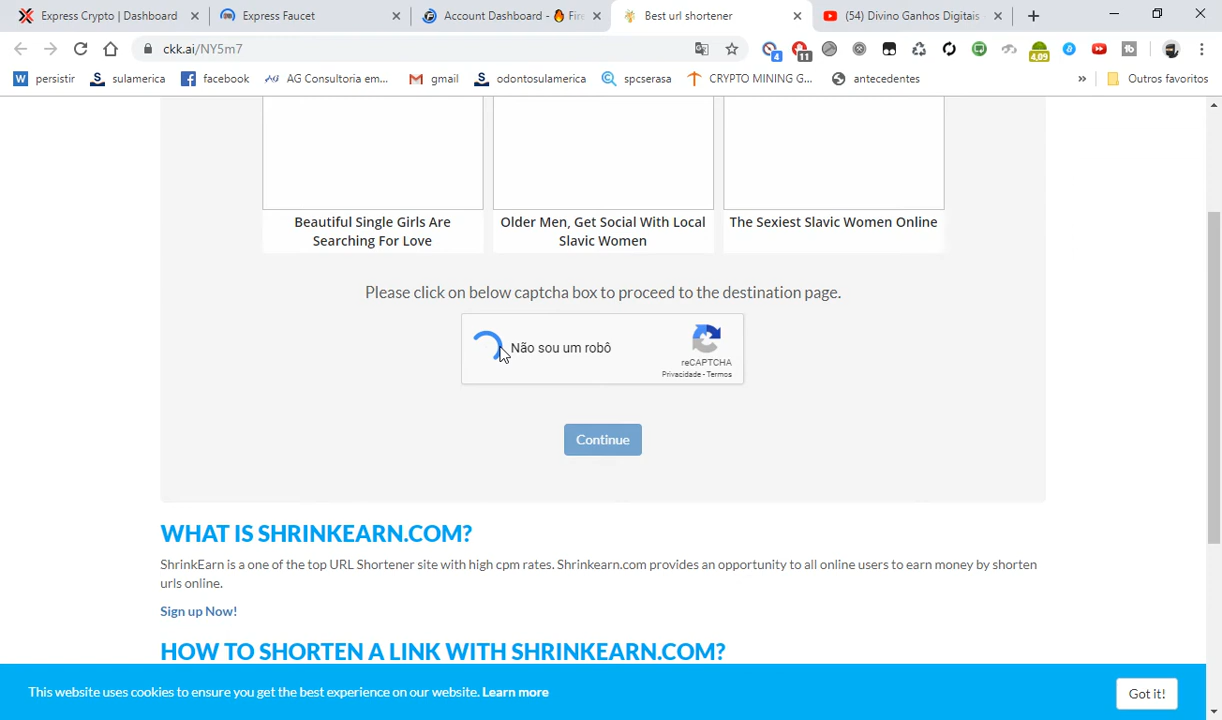 Express Crypto | Dashboard
Express Faucet
Account Dashboard - 🔥 Fire
Best url shortener
(54) Divino Ganhos Digitais
ckk.ai/NY5m7
4
11
4,09
persistir
sulamerica
facebook
AG Consultoria em...
gmail
odontosulamerica
spcserasa
CRYPTO MINING G...
antecedentes
»
Outros favoritos
Beautiful Single Girls Are
Searching For Love
Older Men, Get Social With Local
Slavic Women
The Sexiest Slavic Women Online
Please click on below captcha box to proceed to the destination page.
Não sou um robô
reCAPTCHA
Privacidade - Termos
Continue
WHAT IS SHRINKEARN.COM?
ShrinkEarn is a one of the top URL Shortener site with high cpm rates. Shrinkearn.com provides an opportunity to all online users to earn money by shorten
urls online.
Sign up Now!
HOW TO SHORTEN A LINK WITH SHRINKEARN.COM?
This website uses cookies to ensure you get the best experience on our website. Learn more
Got it!